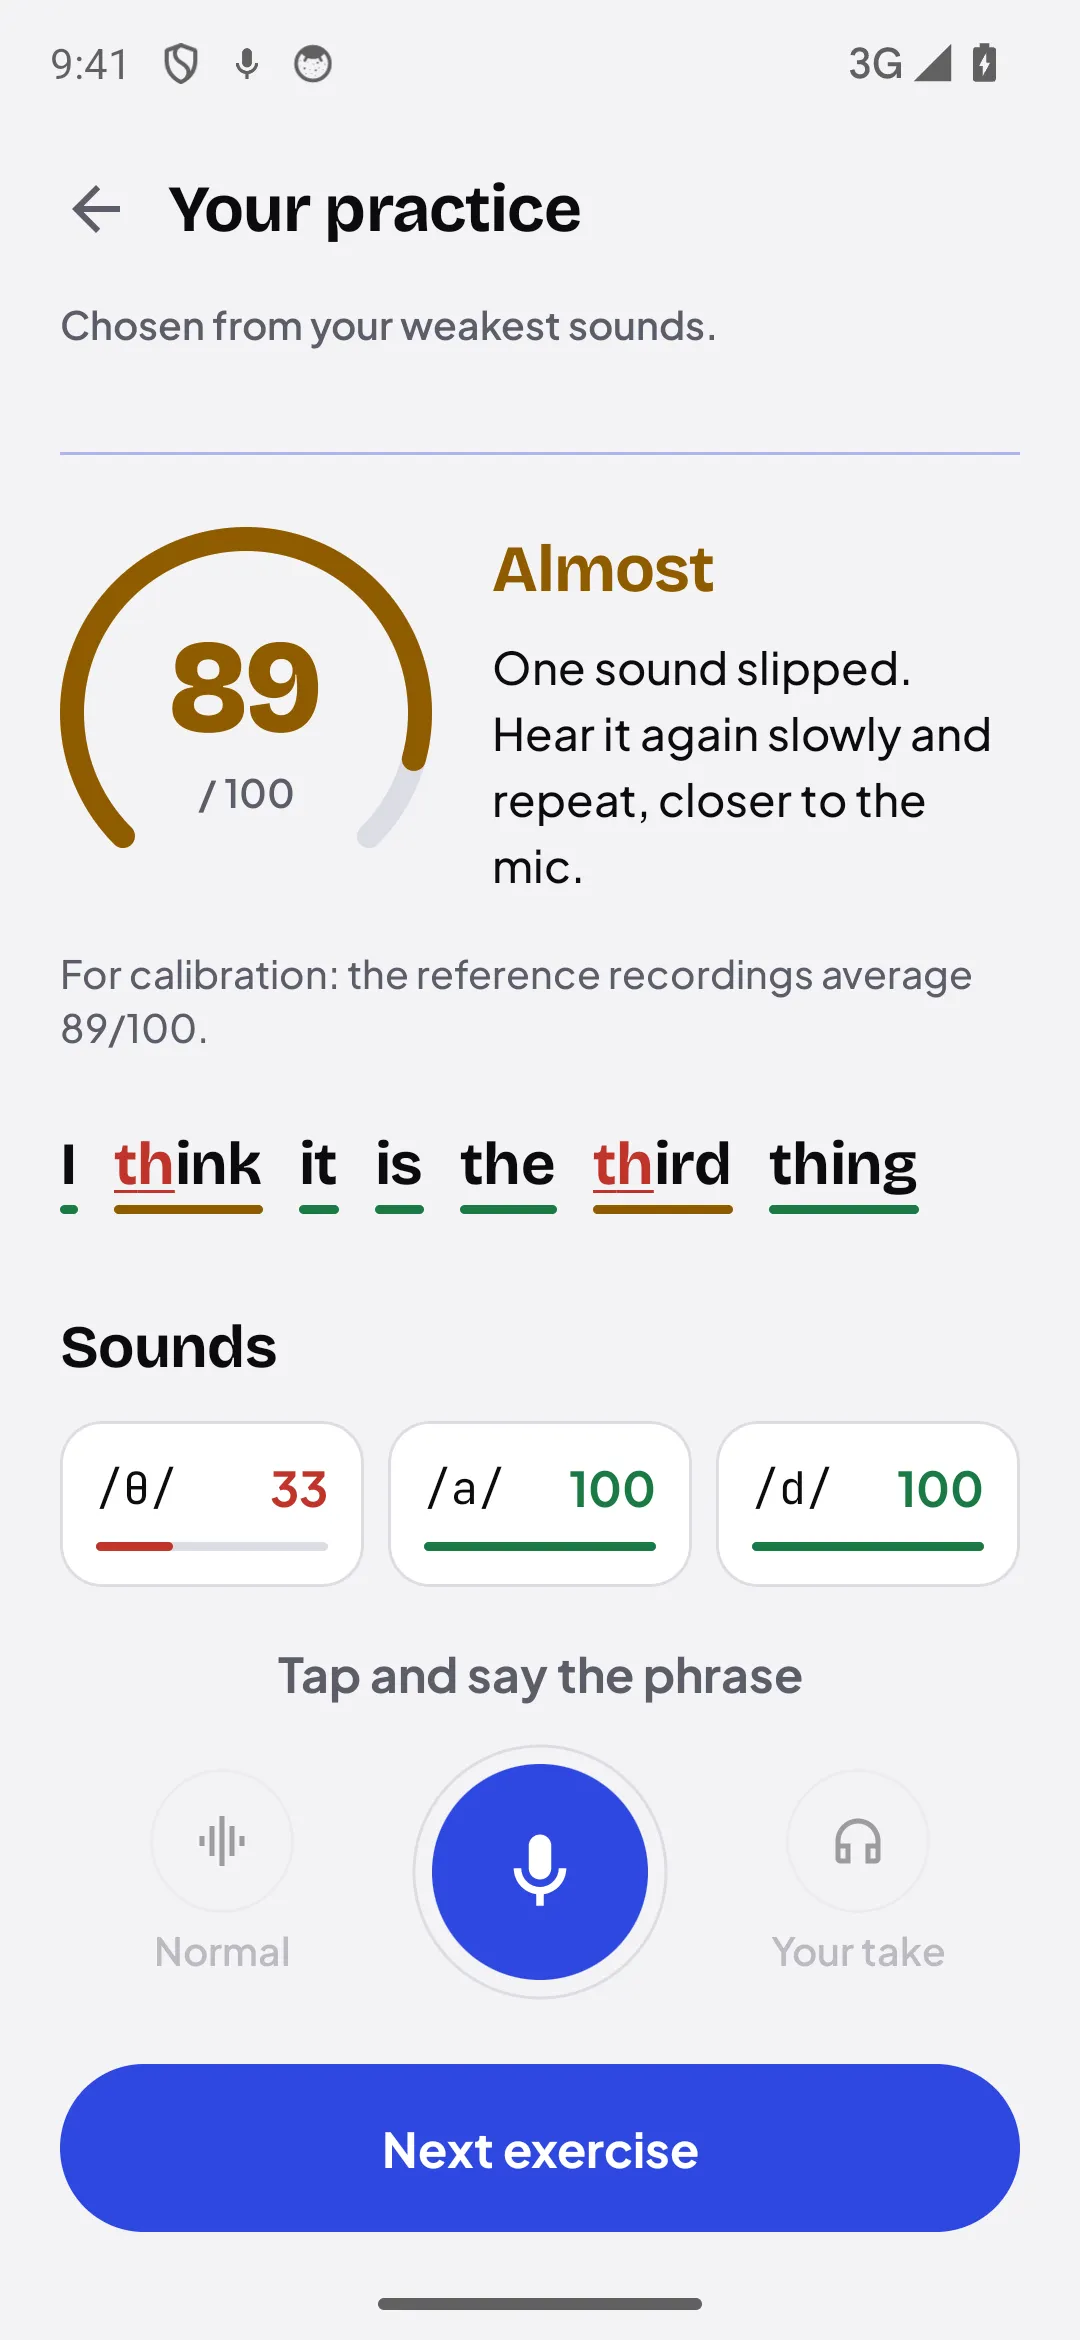 9:41
3G
Your practice
Chosen from your weakest sounds.
89
/ 100
Almost
One sound slipped.
Hear it again slowly and
repeat, closer to the
mic.
For calibration: the reference recordings average
89/100.
I think it is the third thing
Sounds
/θ/ 33
/a/ 100
/d/ 100
Tap and say the phrase
Normal
Your take
Next exercise